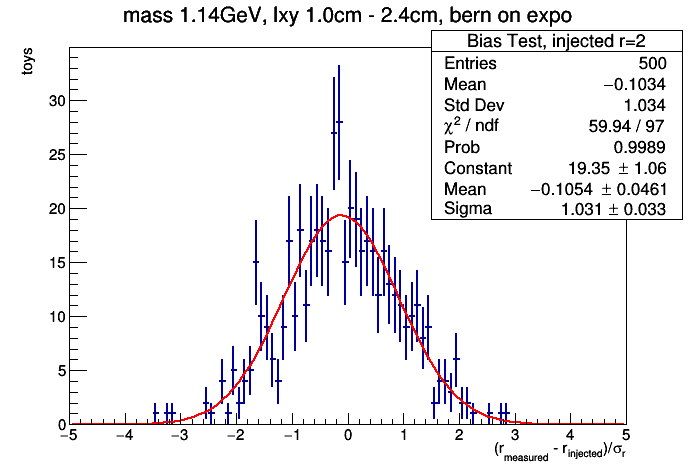 mass 1.14GeV, lxy 1.0cm - 2.4cm, bern on expo
Bias Test, injected r=2
Entries 500
Mean −0.1034
Std Dev 1.034
χ² / ndf 59.94 / 97
Prob 0.9989
Constant 19.35 ± 1.06
Mean −0.1054 ± 0.0461
Sigma 1.031 ± 0.033
toys
30
25
20
15
10
5
0
−5 −4 −3 −2 −1 0 1 2 3 4 5
(r_measured - r_injected)/σ_r